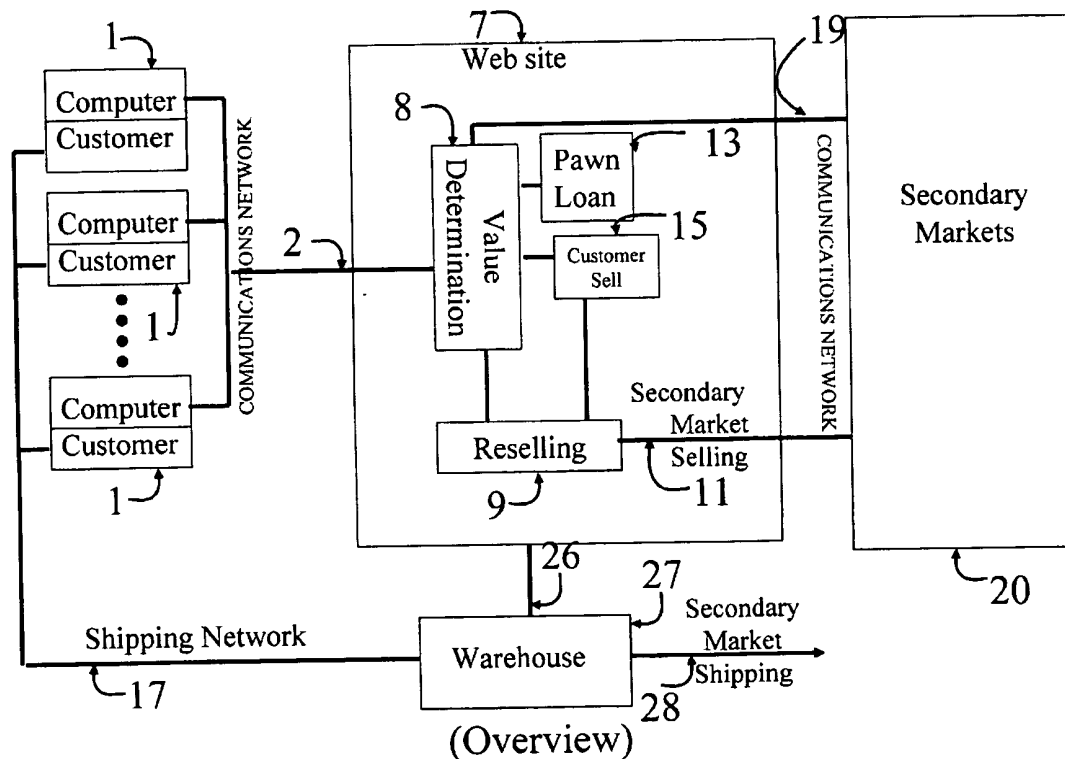 1
Computer
Customer
Computer
Customer
1
Computer
Customer
1
COMMUNICATIONS NETWORK
2
7
Web site
8
Value
Determination
Pawn
Loan
13
15
Customer
Sell
Reselling
9
Secondary
Market
Selling
11
19
COMMUNICATIONS NETWORK
Secondary
Markets
20
26
27
Shipping Network
17
Warehouse
Secondary
Market
Shipping
28
(Overview)